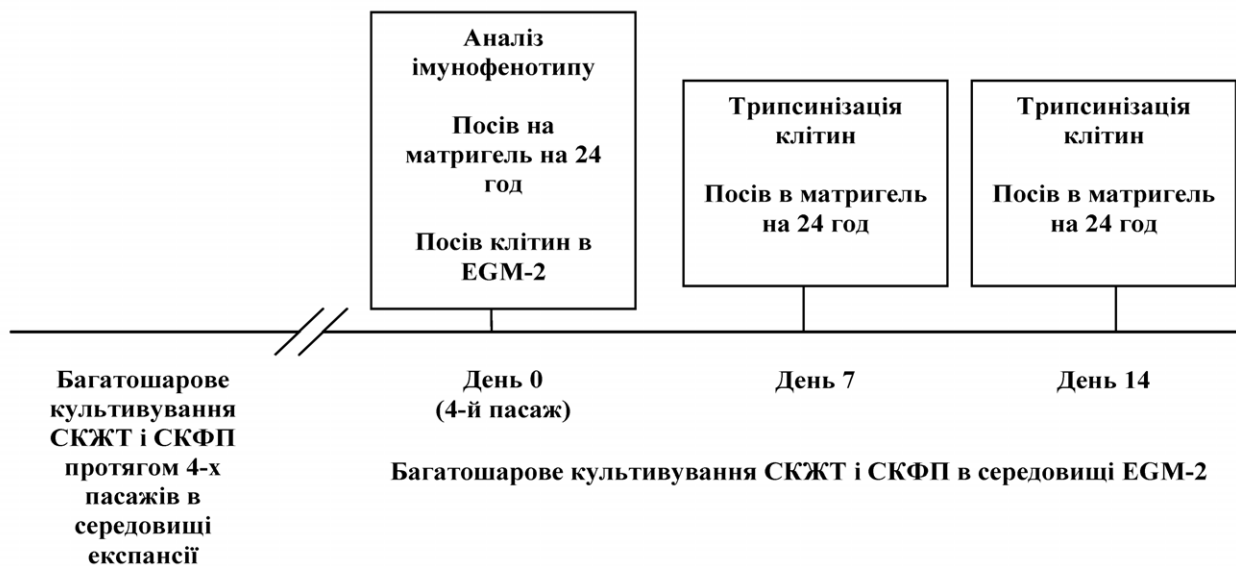 Аналіз
імунофенотипу
Посів на
матригель на 24
год
Посів клітин в
EGM-2
Трипсинізація
клітин
Посів в матригель
на 24 год
Трипсинізація
клітин
Посів в матригель
на 24 год
Багатошарове
культивування
СКЖТ і СКФП
протягом 4-х
пасажів в
середовищі
експансії
День 0
(4-й пасаж)
День 7
День 14
Багатошарове культивування СКЖТ і СКФП в середовищі EGM-2